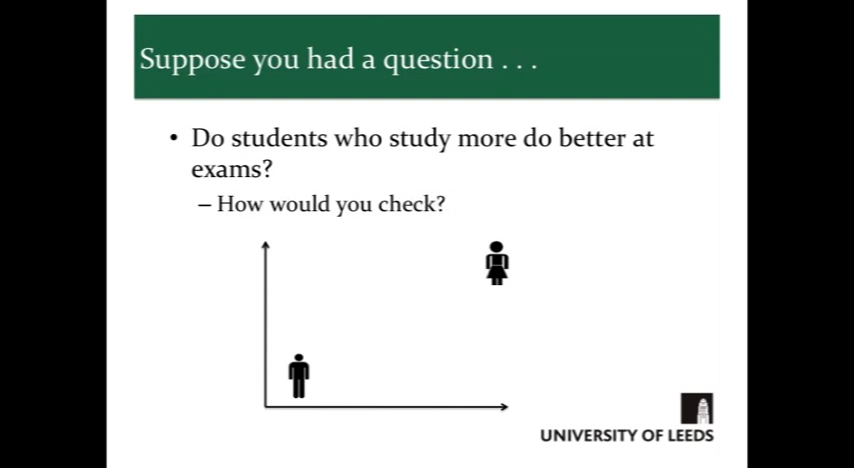 Suppose you had a question . . .
• Do students who study more do better at
exams?
– How would you check?
UNIVERSITY OF LEEDS